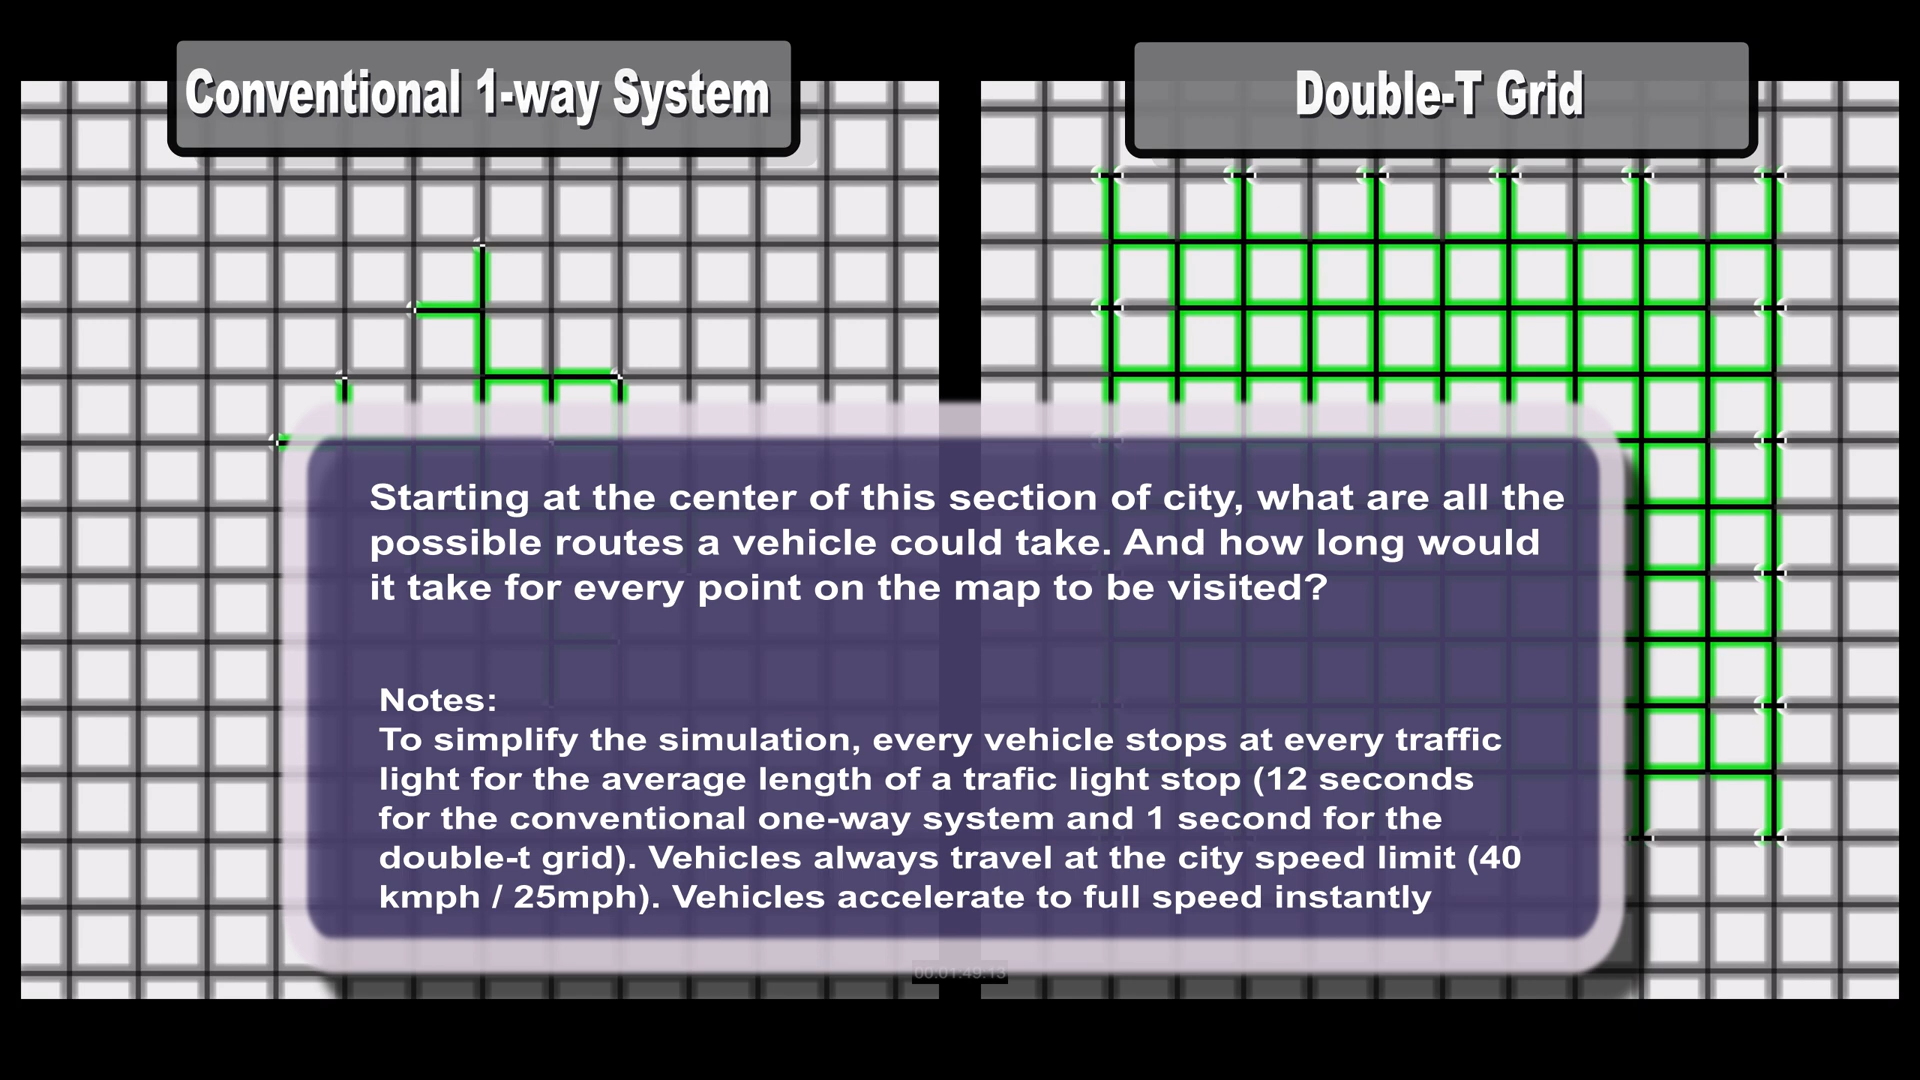 Conventional 1-way System
Double-T Grid
Starting at the center of this section of city, what are all the
possible routes a vehicle could take. And how long would
it take for every point on the map to be visited?
Notes:
To simplify the simulation, every vehicle stops at every traffic
light for the average length of a trafic light stop (12 seconds
for the conventional one-way system and 1 second for the
double-t grid). Vehicles always travel at the city speed limit (40
kmph / 25mph). Vehicles accelerate to full speed instantly
00:01:49:13